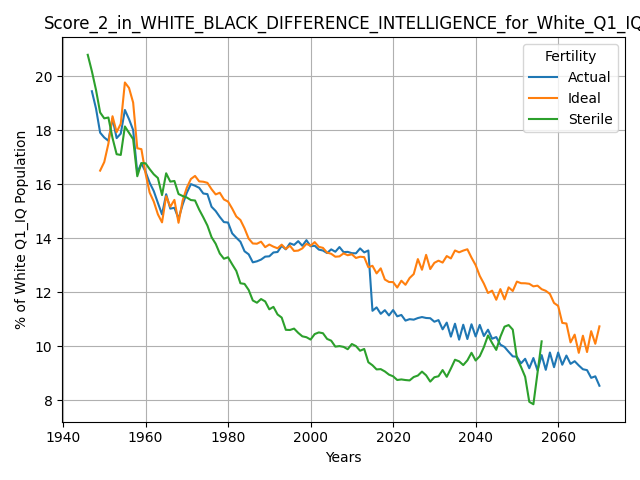 Score_2_in_WHITE_BLACK_DIFFERENCE_INTELLIGENCE_for_White_Q1_IQ
Fertility
Actual
Ideal
Sterile
% of White Q1_IQ Population
20
18
16
14
12
10
8
1940 1960 1980 2000 2020 2040 2060
Years